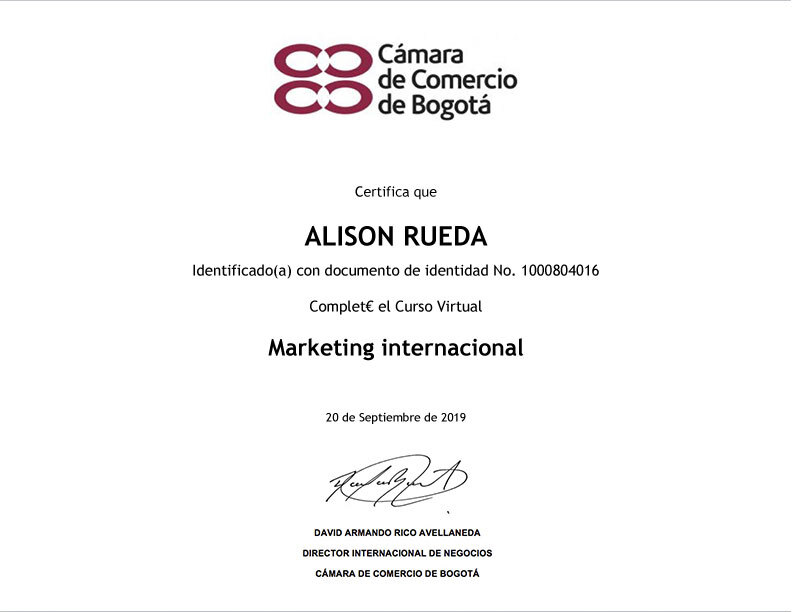 Cámara
de Comercio
de Bogotá
Certifica que
ALISON RUEDA
Identificado(a) con documento de identidad No. 1000804016
Complet€ el Curso Virtual
Marketing internacional
20 de Septiembre de 2019
DAVID ARMANDO RICO AVELLANEDA
DIRECTOR INTERNACIONAL DE NEGOCIOS
CÁMARA DE COMERCIO DE BOGOTÁ